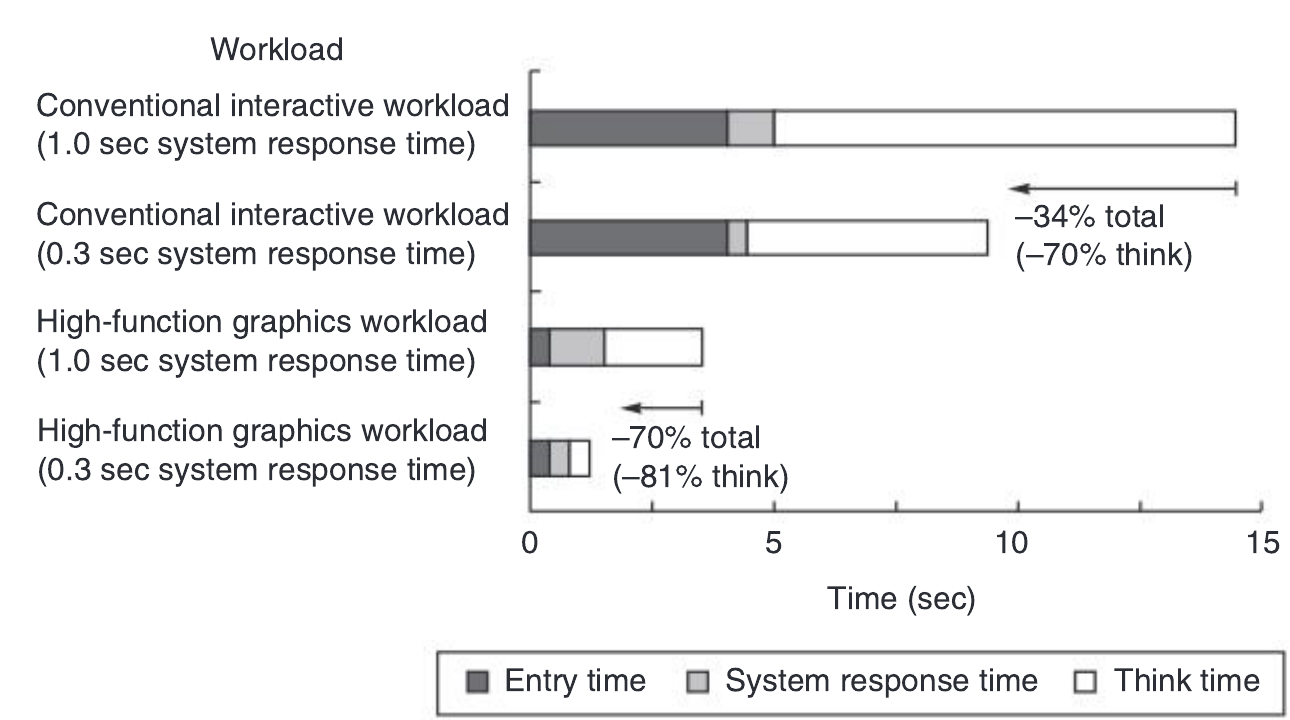 Workload
Conventional interactive workload
(1.0 sec system response time)
Conventional interactive workload
(0.3 sec system response time)
–34% total
(–70% think)
High-function graphics workload
(1.0 sec system response time)
High-function graphics workload
(0.3 sec system response time)
–70% total
(–81% think)
0 5 10 15
Time (sec)
Entry time System response time Think time